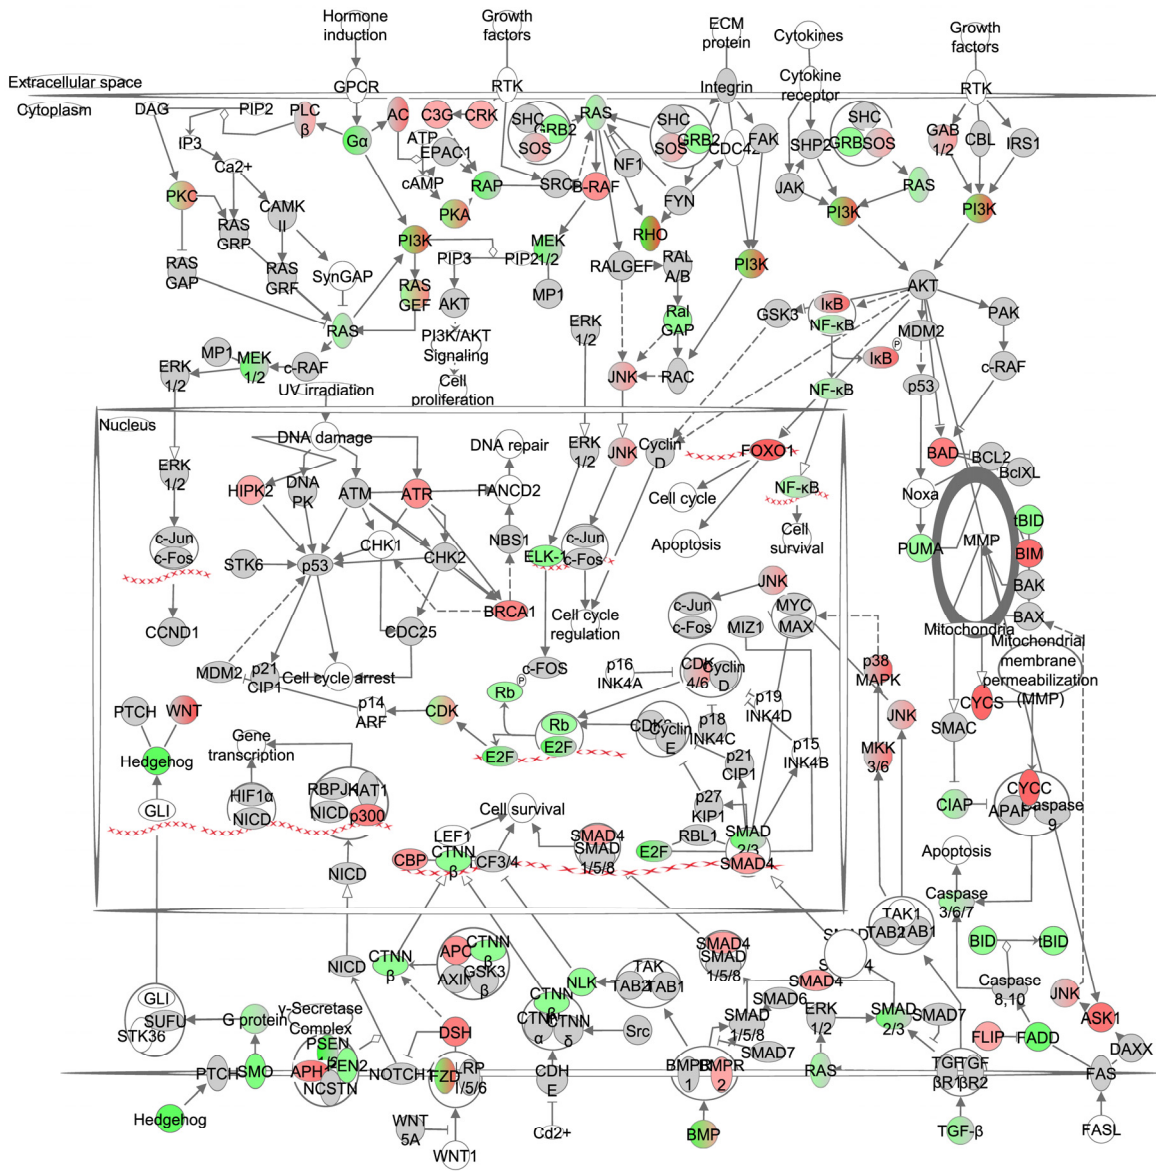 Hormone
induction
Growth
factors
ECM
protein
Cytokines
Growth
factors
Extracellular space
Cytoplasm
GPCR
RTK
Integrin
Cytokine
receptor
RTK
DAG
PIP2
PLC
β
Gα
AC
C3G
CRK
SHC
GRB2
SOS
RAS
SHC
GRB2
SOS
CDC42
FAK
SHP2
SHC
GRB
SOS
GAB
1/2
CBL
IRS1
IP3
Ca2+
ATP
EPAC1
cAMP
RAP
SRC
B-RAF
NF1
FYN
JAK
RAS
PKC
RAS
GRP
CAMK
II
PKA
RHO
PI3K
PI3K
RAS
GAP
RAS
GRF
SynGAP
PI3K
PIP3
PIP2
MEK
1/2
RALGEF
RAL
A/B
PI3K
AKT
RAS
GEF
AKT
MP1
Ral
GAP
GSK3
IκB
NF-κB
MDM2
PAK
RAS
PI3K/AKT
Signaling
ERK
1/2
IκB
P
MP1
MEK
1/2
c-RAF
Cell
proliferation
JNK
RAC
NF-κB
p53
c-RAF
ERK
1/2
UV irradiation
Nucleus
DNA damage
DNA repair
ERK
1/2
JNK
Cyclin
D
FOXO1
BAD
BCL2
BclXL
ERK
1/2
HIPK2
DNA
PK
ATM
ATR
FANCD2
Cell cycle
NF-κB
Noxa
c-Jun
c-Fos
CHK1
NBS1
ELK-1
c-Jun
c-Fos
Apoptosis
Cell
survival
PUMA
MMP
tBID
BIM
STK6
p53
CHK2
BAK
CCND1
CDC25
BRCA1
Cell cycle
regulation
c-Jun
c-Fos
JNK
MIZ1
MYC
MAX
BAX
Mitochondria
Mitochondrial
membrane
permeabilization
(MMP)
MDM2
p21
CIP1
Cell cycle arrest
c-FOS
p16
INK4A
CDK
4/6
Cyclin
D
p38
MAPK
PTCH
WNT
p14
ARF
CDK
Rb
P
p19
INK4D
JNK
CYCS
SMAC
Hedgehog
Gene
transcription
E2F
Rb
E2F
Cyclin
E
p18
INK4C
p21
CIP1
p15
INK4B
MKK
3/6
GLI
HIF1α
NICD
RBPJK
HAT1
NICD
p300
Cell survival
p27
KIP1
CIAP
CYCC
APAF
Caspase
9
LEF1
CTNN
β
TCF3/4
CBP
SMAD4
SMAD
1/5/8
E2F
RBL1
SMAD
2/3
SMAD4
Apoptosis
NICD
Caspase
3/6/7
TAK1
TAB2
TAB1
BID
tBID
NICD
CTNN
β
APC
CTNN
β
AXIN
GSK3
β
NLK
TAK
TAB2
TAB1
SMAD4
SMAD
1/5/8
SMAD4
Caspase
8,10
JNK
ASK1
GLI
SUFU
STK36
G protein
γ-Secretase
Complex
PSEN
1/2
PEN2
APH
NCSTN
DSH
CTNN
β
CTNN
α
CTNN
δ
Src
SMAD
1/5/8
SMAD6
SMAD7
ERK
1/2
SMAD
2/3
SMAD7
FLIP
FADD
DAXX
PTCH
SMO
NOTCH1
FZD
RP
1/5/6
CDH
E
BMPR
1
BMPR
2
RAS
TGF
βR1
TGF
βR2
FAS
Hedgehog
WNT
5A
WNT1
Cd2+
BMP
TGF-β
FASL